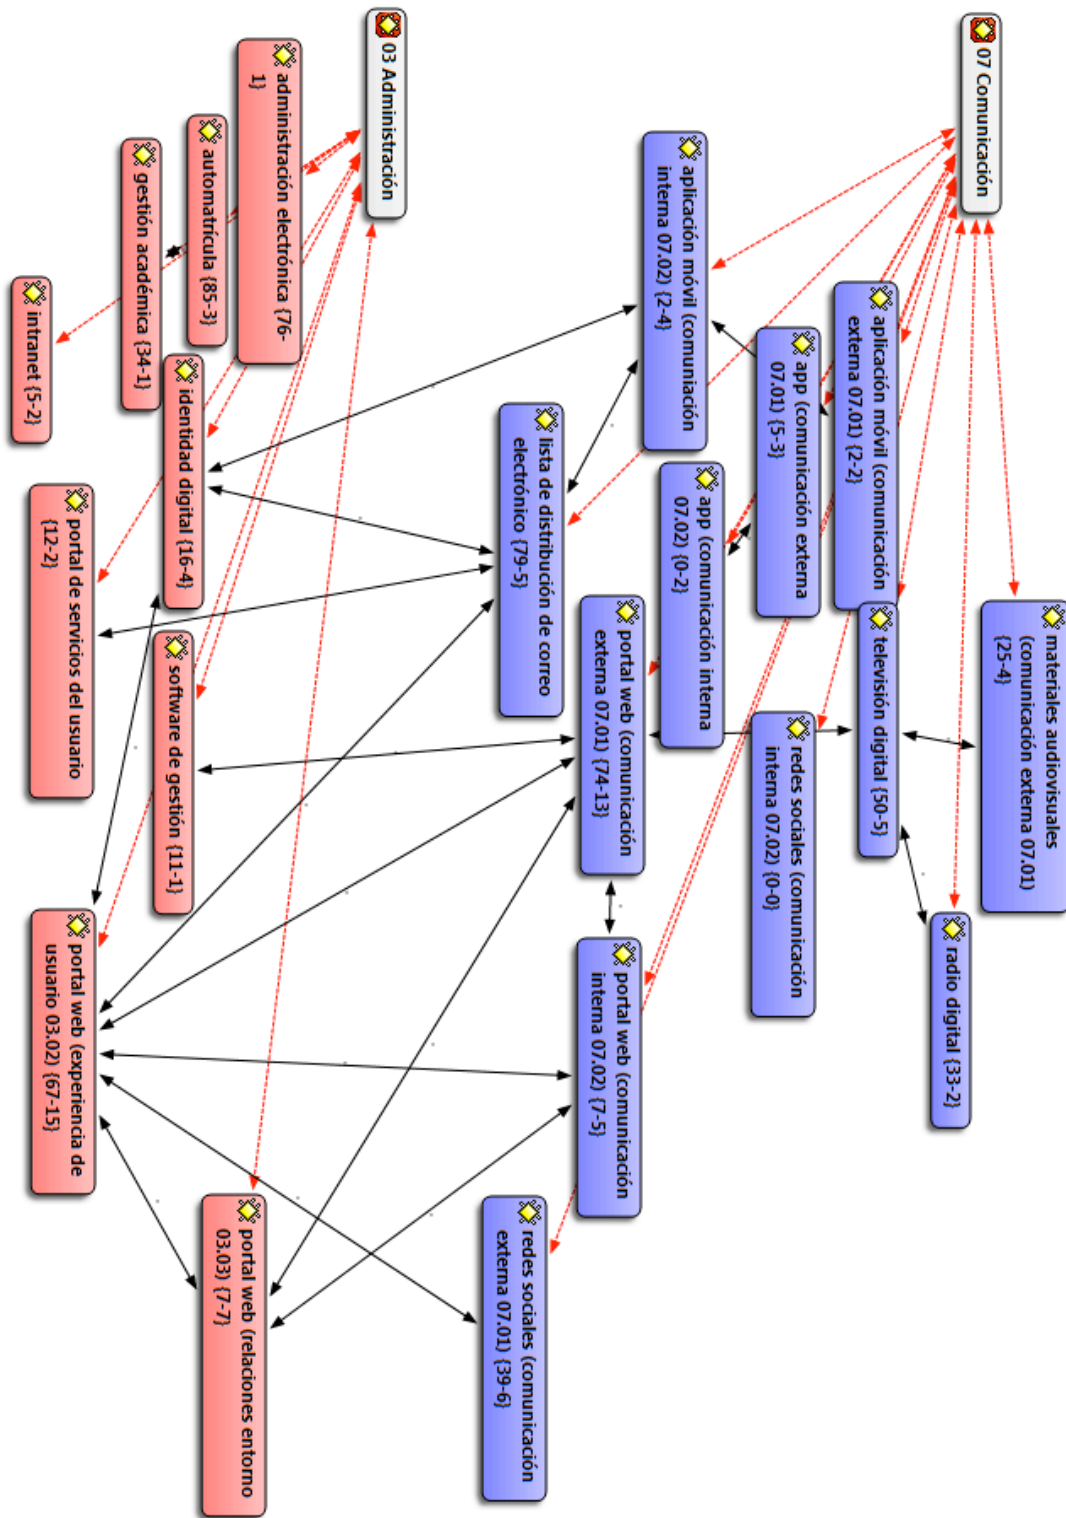 07 Comunicación
materiales audiovisuales
(comunicación externa 07.01)
{25-4}
radio digital {33-2}
aplicación móvil (comunicación
externa 07.01) {2-2}
televisión digital {50-5}
app (comunicación externa
07.01) {5-3}
redes sociales (comunicación
interna 07.02) {0-0}
aplicación móvil (comuniación
interna 07.02) {2-4}
app (comunicación interna
07.02) {0-2}
portal web (comunicación
externa 07.01) {74-13}
portal web (comunicación
interna 07.02) {7-5}
lista de distribución de correo
electrónico {79-5}
redes sociales (comunicación
externa 07.01) {39-6}
03 Administración
administración electrónica {76-
1}
automatrícula {85-3}
identidad digital {16-4}
software de gestión {11-1}
portal web (relaciones entorno
03.03) {7-7}
gestión académica {34-1}
portal de servicios del usuario
{12-2}
portal web (experiencia de
usuario 03.02) {67-15}
intranet {5-2}